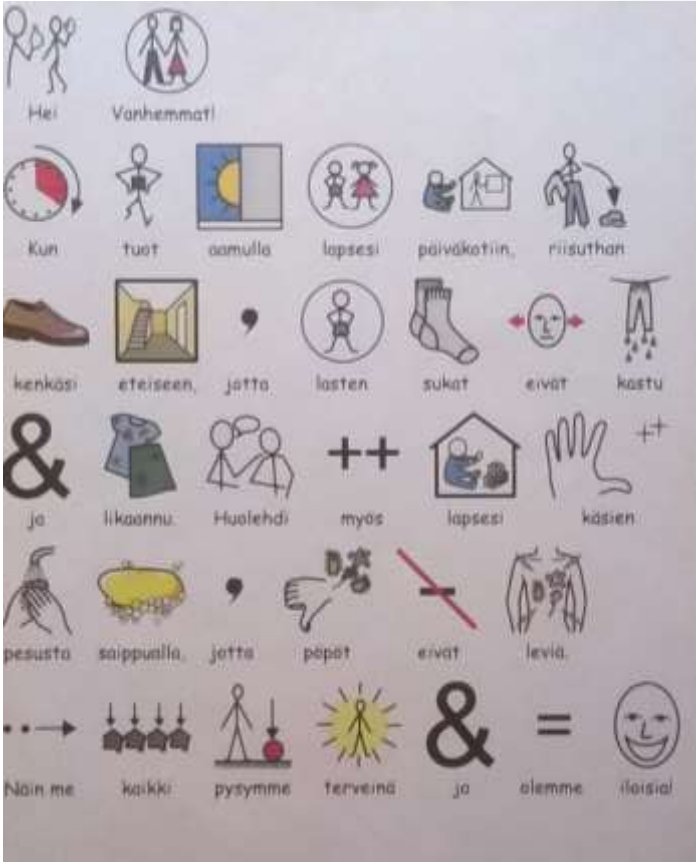 Hei Vanhemmat!
Kun tuot aamulla lapsesi päiväkotiin, riisuthan
kenkäsi eteiseen, jotta lasten sukat eivät kastu
ja likaannu. Huolehdi myös lapsesi käsien
pesusta saippualla, jotta pöpöt eivät leviä.
Näin me kaikki pysymme terveinä ja olemme iloisia!